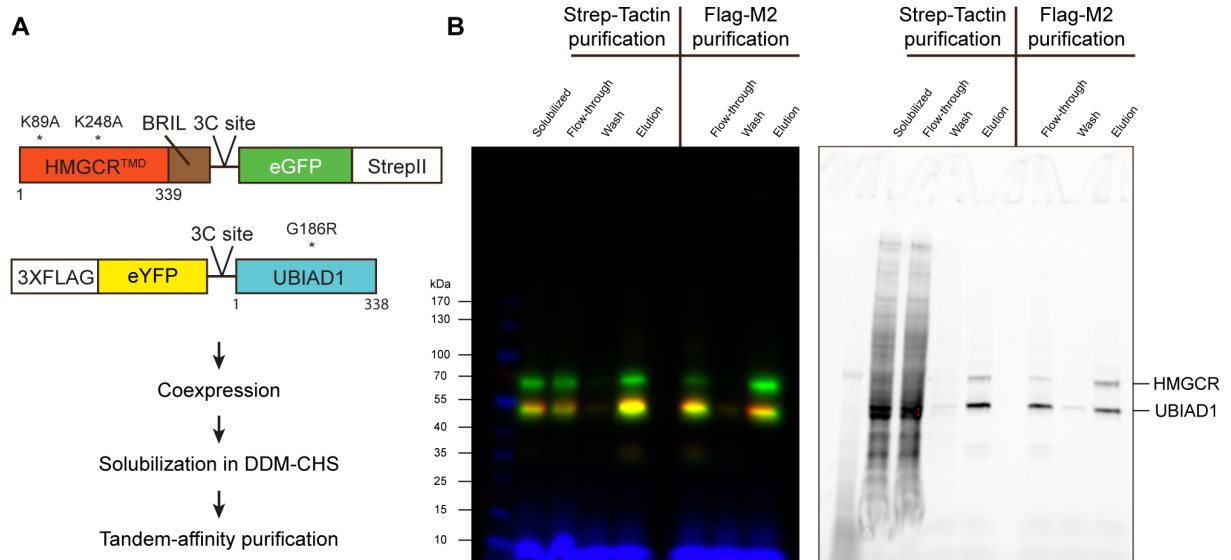 A
K89A K248A BRIL 3C site
* *
HMGCRᵀᴹᴰ eGFP StrepII
1 339
3C site G186R
*
3XFLAG eYFP UBIAD1
1 338
Coexpression
Solubilization in DDM-CHS
Tandem-affinity purification
B
Strep-Tactin
purification
Flag-M2
purification
Solubilized
Flow-through
Wash
Elution
Flow-through
Wash
Elution
kDa
170
130
100
70
55
40
35
25
15
10
Strep-Tactin
purification
Flag-M2
purification
Solubilized
Flow-through
Wash
Elution
Flow-through
Wash
Elution
HMGCR
UBIAD1